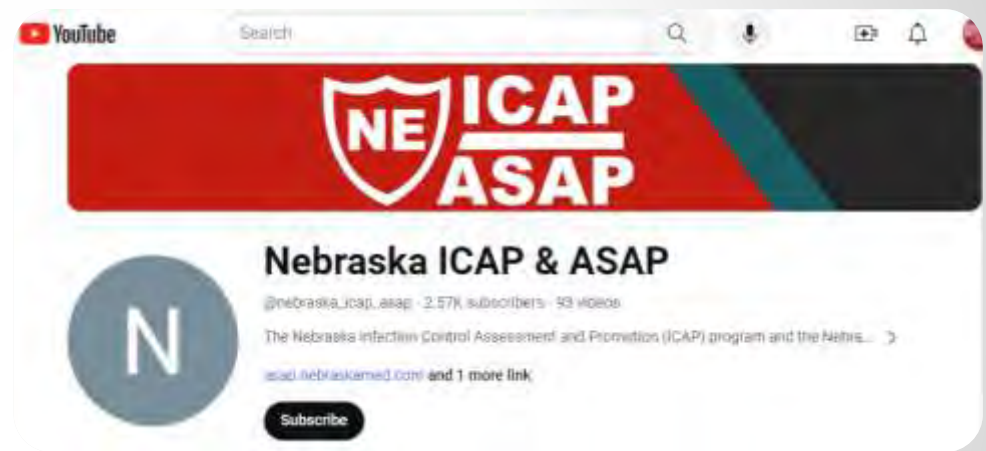 YouTube
Search
NE ICAP
ASAP
Nebraska ICAP & ASAP
N
@nebraska_icap_asap · 2.57K subscribers · 93 videos
The Nebraska Infection Control Assessment and Promotion (ICAP) program and the Nebra...
asap.nebraskamed.com and 1 more link
Subscribe